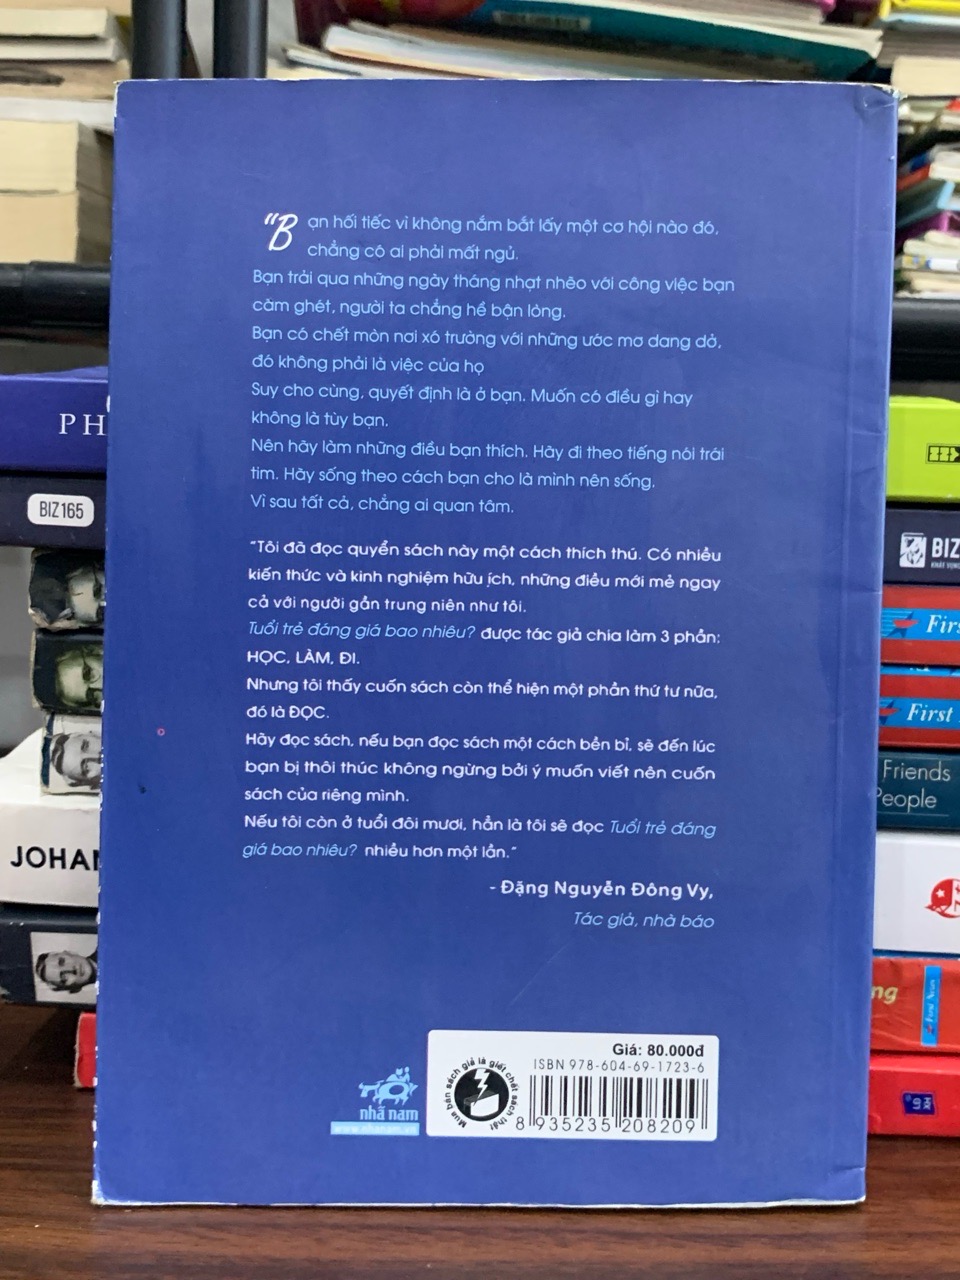 "Bạn hối tiếc vì không nắm bắt lấy một cơ hội nào đó,
chẳng có ai phải mất ngủ.
Bạn trải qua những ngày tháng nhạt nhẽo với công việc bạn
căm ghét, người ta chẳng hề bận lòng.
Bạn có chết mòn nơi xó trường với những ước mơ dang dở,
đó không phải là việc của họ
Suy cho cùng, quyết định là ở bạn. Muốn có điều gì hay
không là tùy bạn.
Nên hãy làm những điều bạn thích. Hãy đi theo tiếng nói trái
tim. Hãy sống theo cách bạn cho là mình nên sống.
Vì sau tất cả, chẳng ai quan tâm.
"Tôi đã đọc quyển sách này một cách thích thú. Có nhiều
kiến thức và kinh nghiệm hữu ích, những điều mới mẻ ngay
cả với người gần trung niên như tôi.
Tuổi trẻ đáng giá bao nhiêu? được tác giả chia làm 3 phần:
HỌC, LÀM, ĐI.
Nhưng tôi thấy cuốn sách còn thể hiện một phần thứ tư nữa,
đó là ĐỌC.
Hãy đọc sách, nếu bạn đọc sách một cách bền bỉ, sẽ đến lúc
bạn bị thôi thúc không ngừng bởi ý muốn viết nên cuốn
sách của riêng mình.
Nếu tôi còn ở tuổi đôi mươi, hẳn là tôi sẽ đọc Tuổi trẻ đáng
giá bao nhiêu? nhiều hơn một lần."
- Đặng Nguyễn Đông Vy,
Tác giả, nhà báo
Giá: 80.000đ
ISBN 978-604-69-1723-6
8 935235 208209
Mua bán sách giả là giết chết sách thật
nhã nam
www.nhanam.vn
PH
BIZ165
JOHA
BIZ
First
First
Friends
People
ng
First News